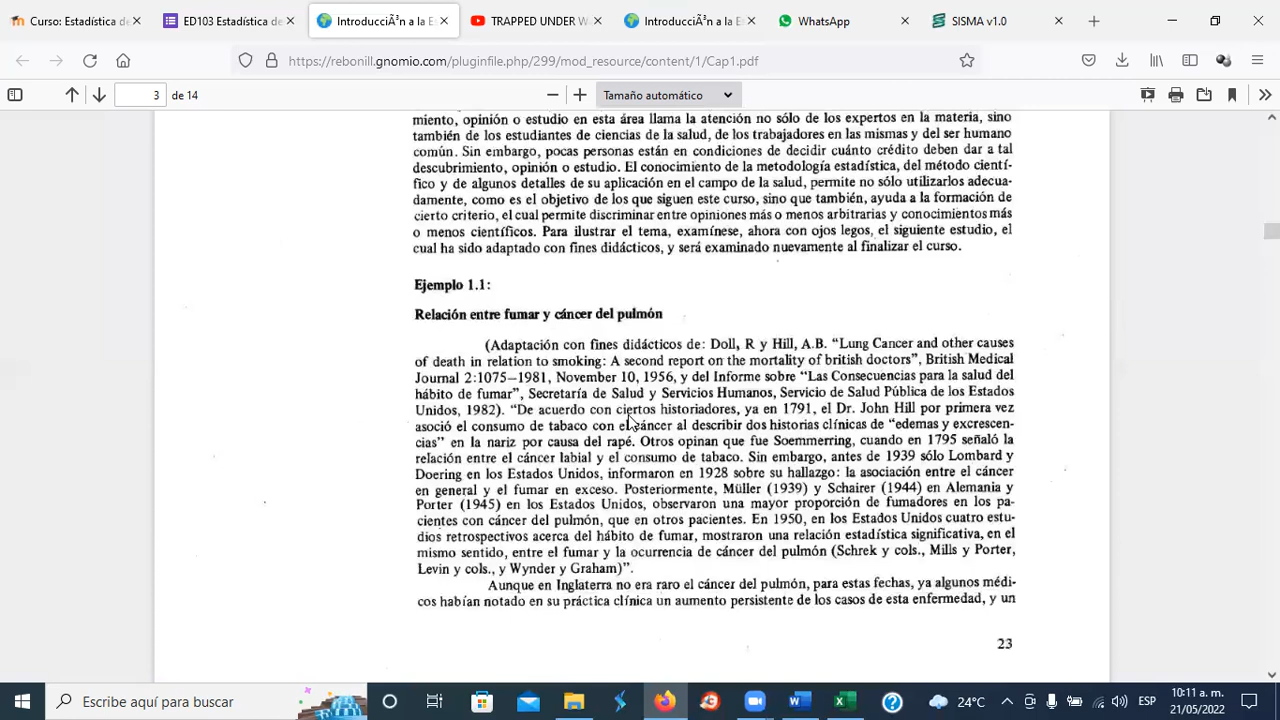 Curso: Estadística de
ED103 Estadística de
IntroducciÃ³n a la E
TRAPPED UNDER W
IntroducciÃ³n a la Es
WhatsApp
SISMA v1.0
https://rebonill.gnomio.com/pluginfile.php/299/mod_resource/content/1/Cap1.pdf
3 de 14
Tamaño automático
miento, opinión o estudio en esta área llama la atención no sólo de los expertos en la materia, sino
también de los estudiantes de ciencias de la salud, de los trabajadores en las mismas y del ser humano
común. Sin embargo, pocas personas están en condiciones de decidir cuánto crédito deben dar a tal
descubrimiento, opinión o estudio. El conocimiento de la metodología estadística, del método cientí-
fico y de algunos detalles de su aplicación en el campo de la salud, permite no sólo utilizarlos adecua-
damente, como es el objetivo de los que siguen este curso, sino que también, ayuda a la formación de
cierto criterio, el cual permite discriminar entre opiniones más o menos arbitrarias y conocimientos más
o menos científicos. Para ilustrar el tema, examínese, ahora con ojos legos, el siguiente estudio, el
cual ha sido adaptado con fines didácticos, y será examinado nuevamente al finalizar el curso.
Ejemplo 1.1:
Relación entre fumar y cáncer del pulmón
(Adaptación con fines didácticos de: Doll, R y Hill, A.B. “Lung Cancer and other causes
of death in relation to smoking: A second report on the mortality of british doctors”, British Medical
Journal 2:1075–1981, November 10, 1956, y del Informe sobre “Las Consecuencias para la salud del
hábito de fumar”, Secretaría de Salud y Servicios Humanos, Servicio de Salud Pública de los Estados
Unidos, 1982). “De acuerdo con ciertos historiadores, ya en 1791, el Dr. John Hill por primera vez
asoció el consumo de tabaco con el cáncer al describir dos historias clínicas de “edemas y excrescen-
cias” en la nariz por causa del rapé. Otros opinan que fue Soemmerring, cuando en 1795 señaló la
relación entre el cáncer labial y el consumo de tabaco. Sin embargo, antes de 1939 sólo Lombard y
Doering en los Estados Unidos, informaron en 1928 sobre su hallazgo: la asociación entre el cáncer
en general y el fumar en exceso. Posteriormente, Müller (1939) y Schairer (1944) en Alemania y
Porter (1945) en los Estados Unidos, observaron una mayor proporción de fumadores en los pa-
cientes con cáncer del pulmón, que en otros pacientes. En 1950, en los Estados Unidos cuatro estu-
dios retrospectivos acerca del hábito de fumar, mostraron una relación estadística significativa, en el
mismo sentido, entre el fumar y la ocurrencia de cáncer del pulmón (Schrek y cols., Mills y Porter,
Levin y cols., y Wynder y Graham)”.
Aunque en Inglaterra no era raro el cáncer del pulmón, para estas fechas, ya algunos médi-
cos habían notado en su práctica clínica un aumento persistente de los casos de esta enfermedad, y un
23
Escribe aquí para buscar
24°C
ESP
10:11 a. m.
21/05/2022